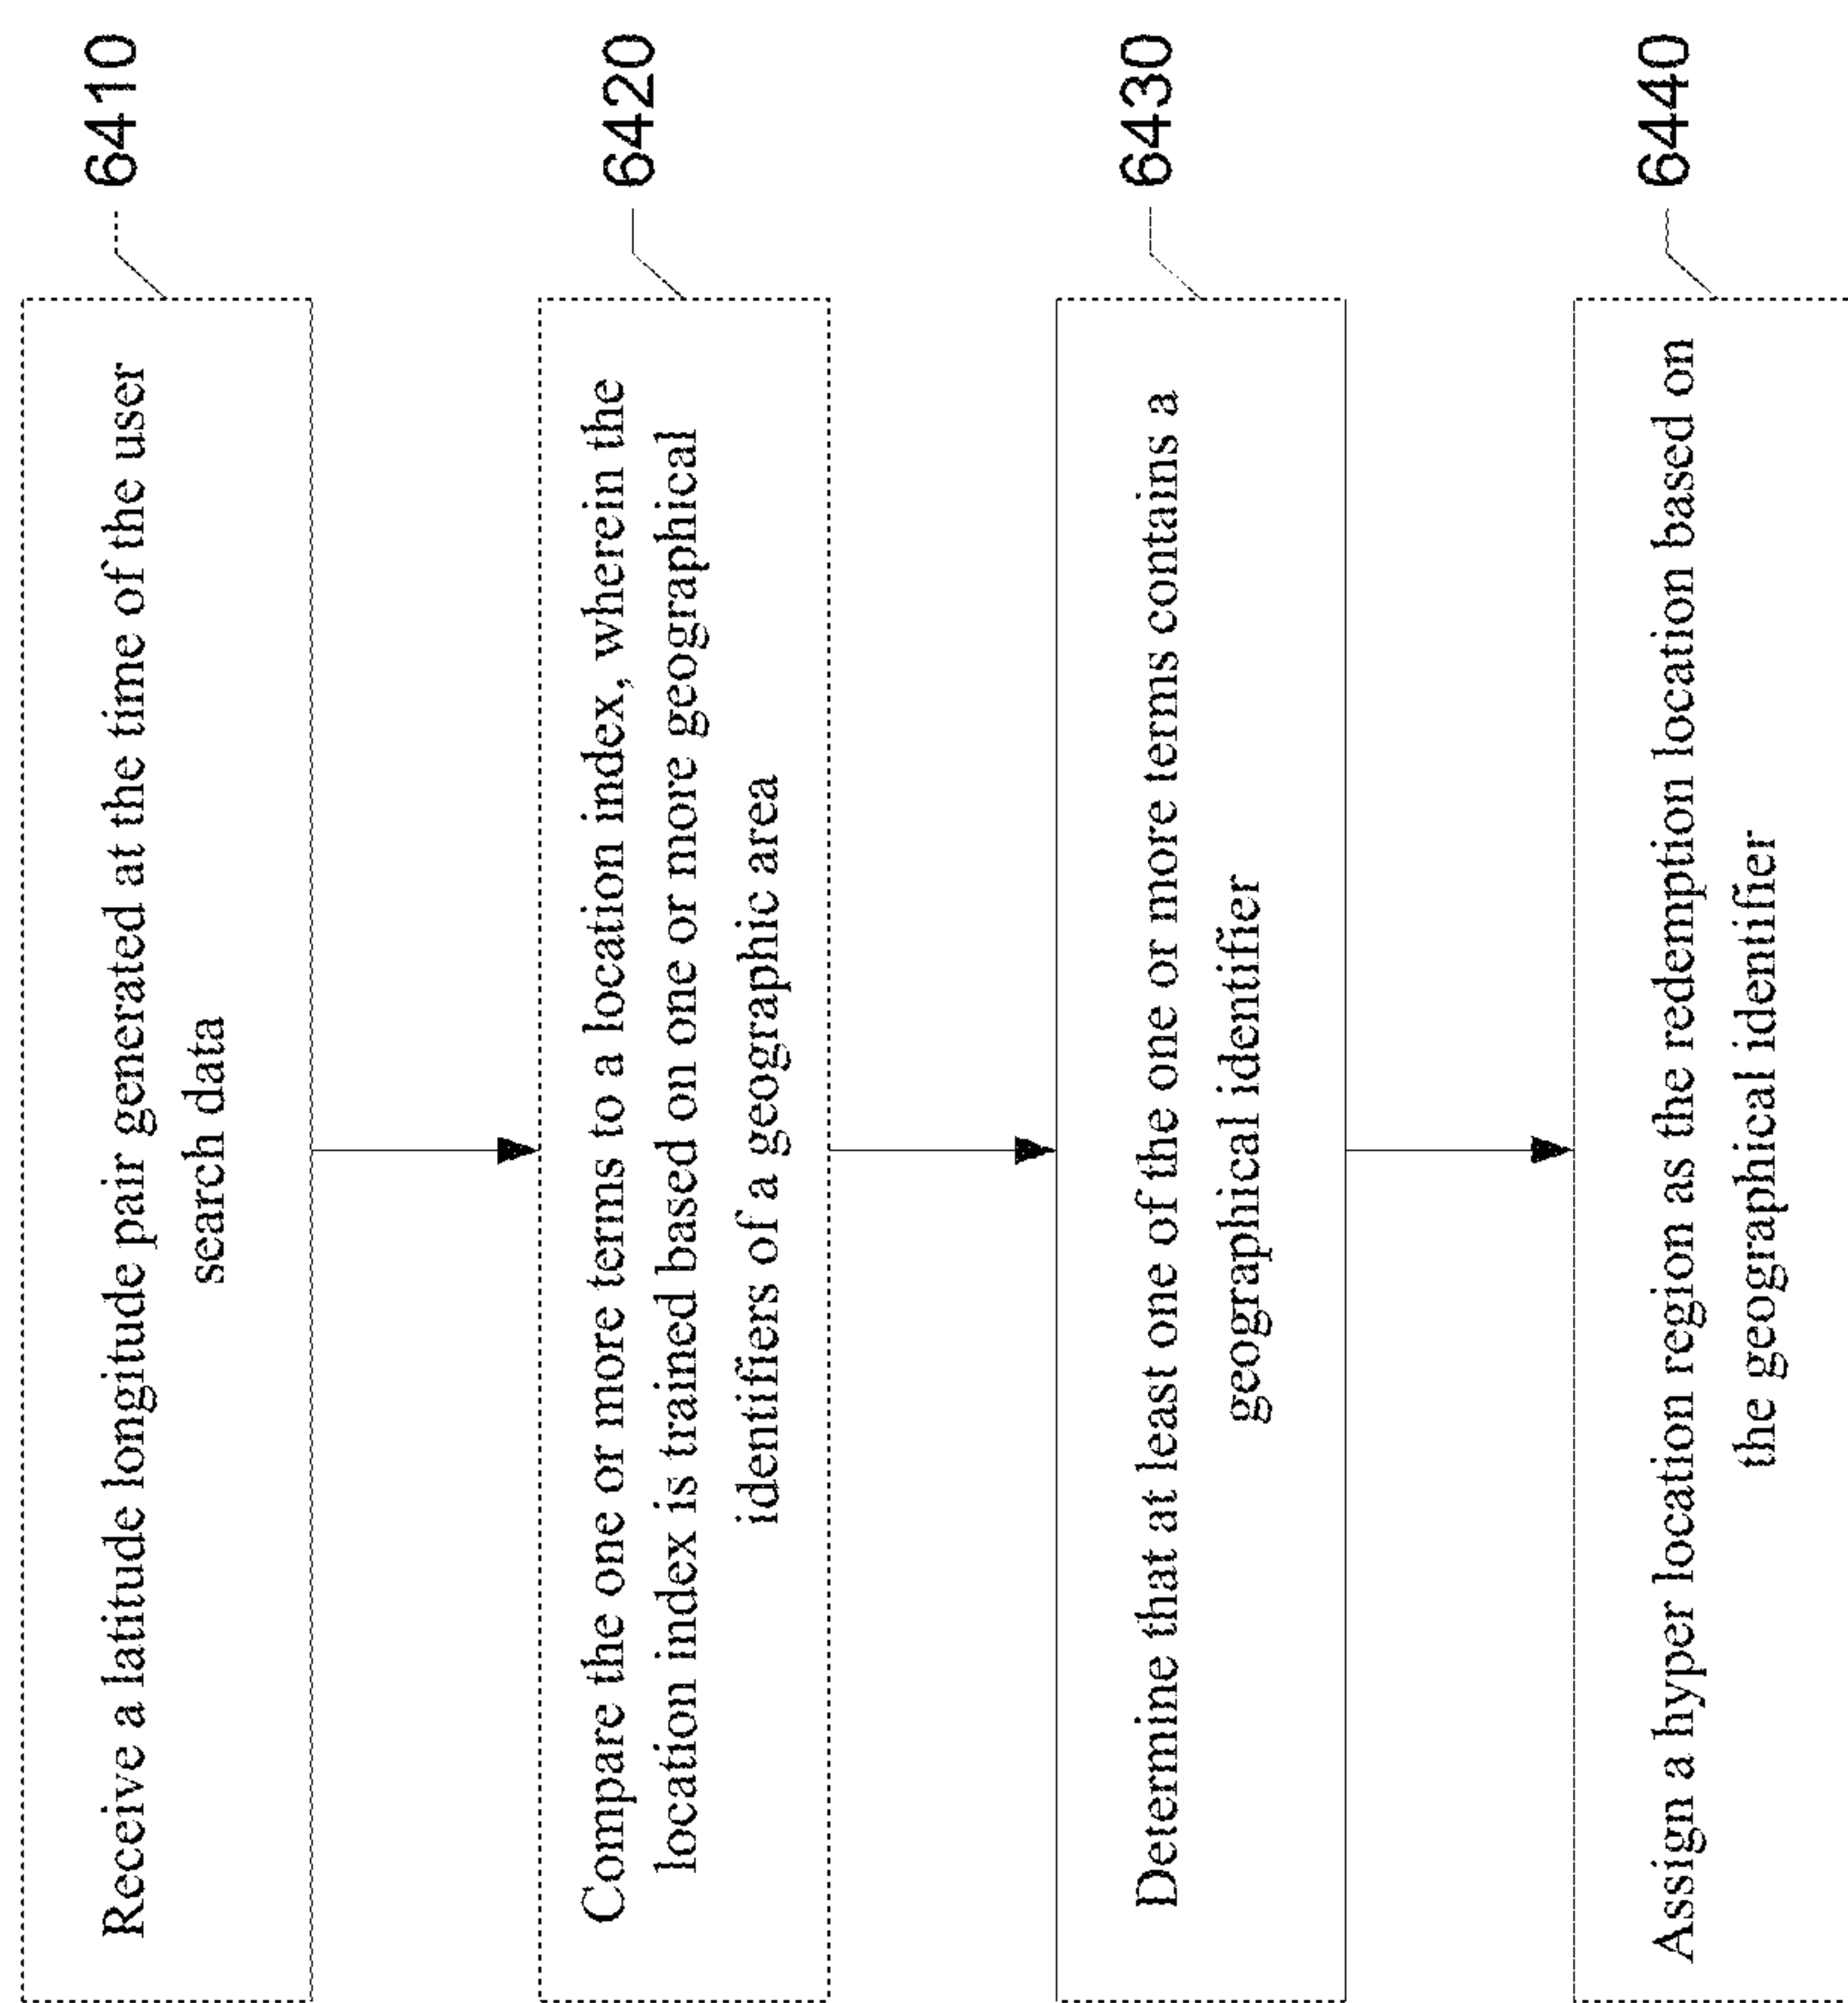 Receive a latitude longitude pair generated at the time of the user
search data
6410
Compare the one or more terms to a location index, wherein the
location index is trained based on one or more geographical
identifiers of a geographic area
6420
Determine that at least one of the one or more terms contains a
geographical identifier
6430
Assign a hyper location region as the redemption location based on
the geographical identifier
6440